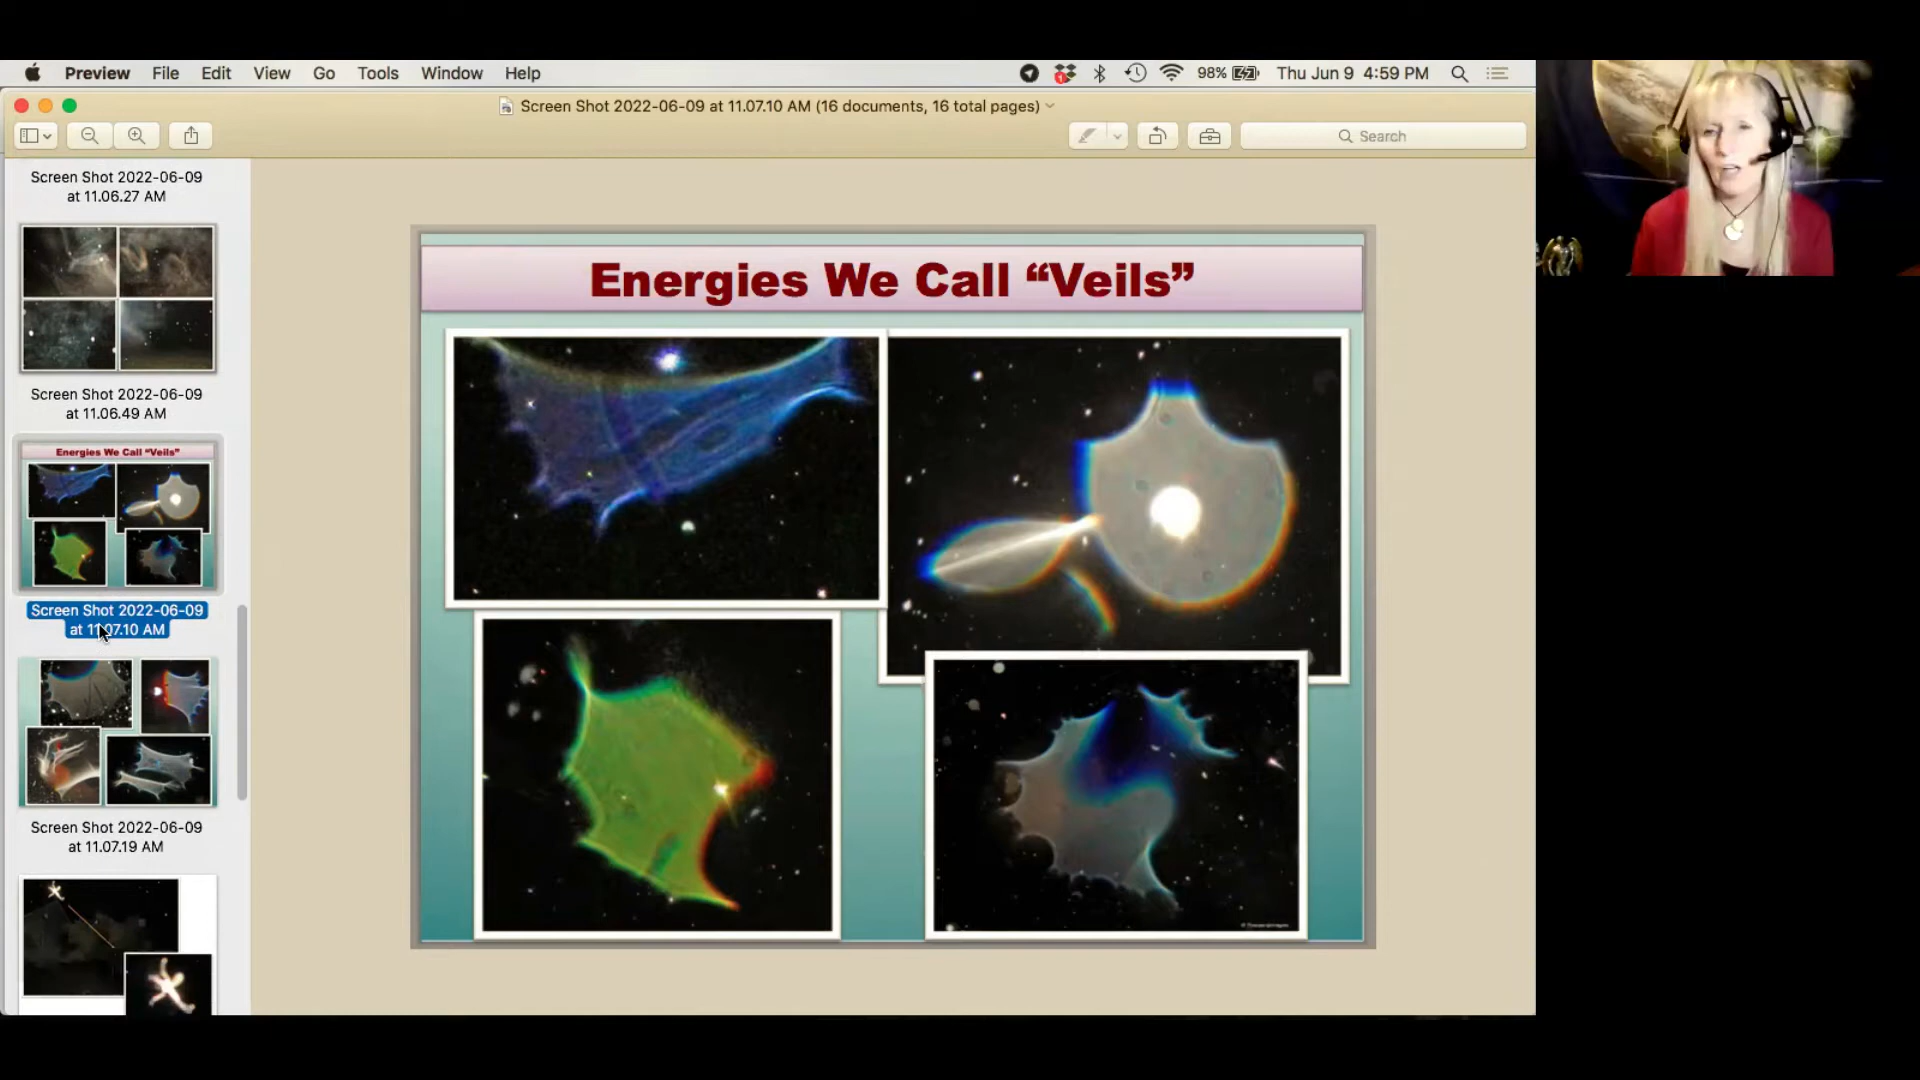 Preview File Edit View Go Tools Window Help
1
98%
Thu Jun 9 4:59 PM
Screen Shot 2022-06-09 at 11.07.10 AM (16 documents, 16 total pages)
Search
Screen Shot 2022-06-09
at 11.06.27 AM
Screen Shot 2022-06-09
at 11.06.49 AM
Energies We Call “Veils”
Screen Shot 2022-06-09
at 11.07.10 AM
Screen Shot 2022-06-09
at 11.07.19 AM
Energies We Call “Veils”